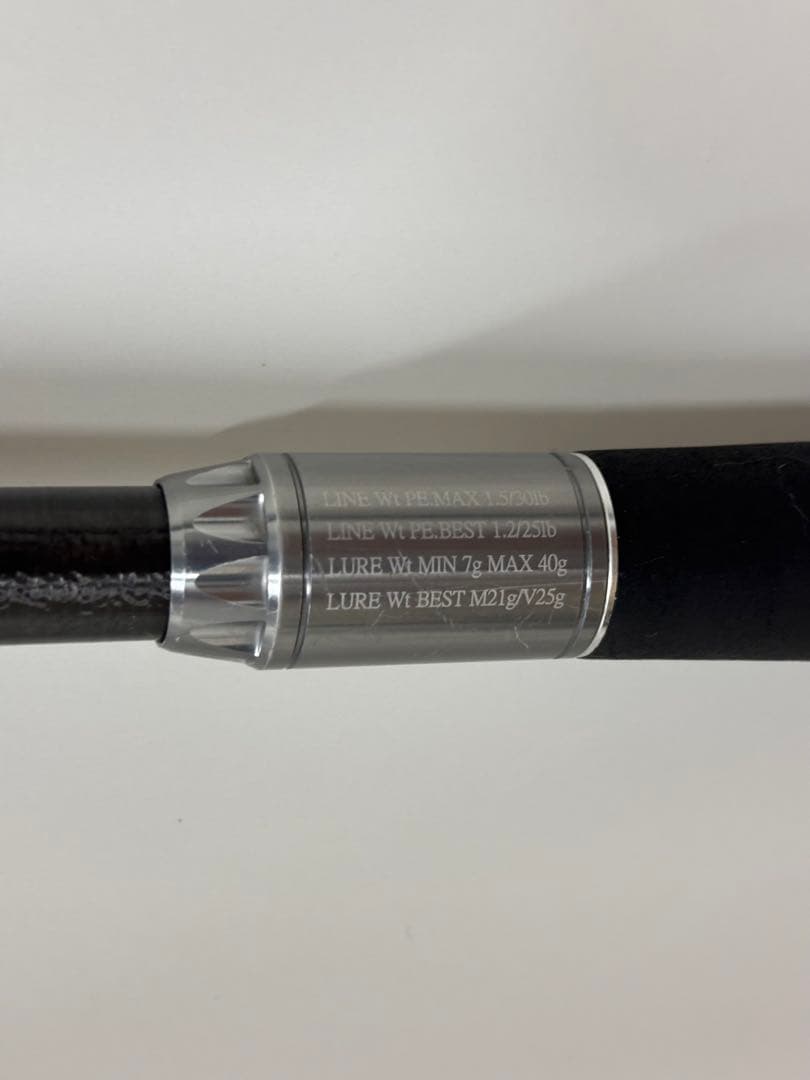 LINE Wt PE.MAX 1.5/30lb
LINE Wt PE.BEST 1.2/25lb
LURE Wt MIN 7g MAX 40g
LURE Wt BEST M21g/V25g